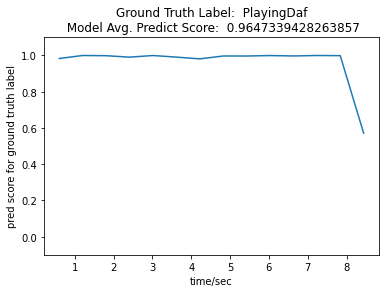 Ground Truth Label:  PlayingDaf
Model Avg. Predict Score:  0.9647339428263857
1.0
0.8
0.6
0.4
0.2
0.0
pred score for ground truth label
1 2 3 4 5 6 7 8
time/sec